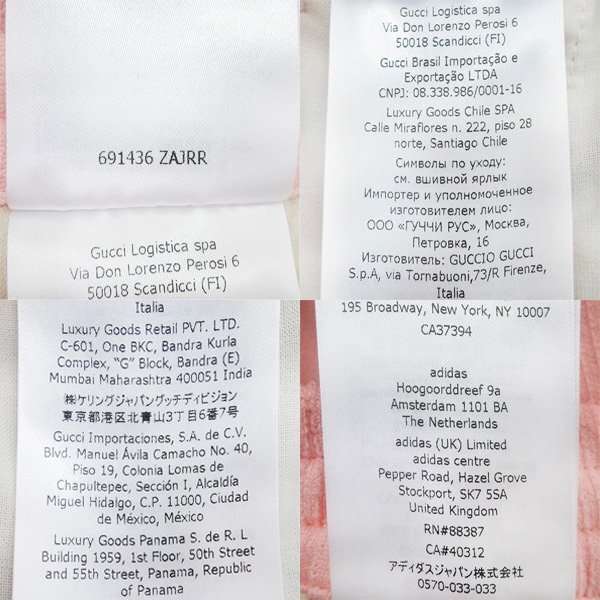 691436 ZAJRR
Gucci Logistica spa
Via Don Lorenzo Perosi 6
50018 Scandicci (FI)
Gucci Logistica spa
Via Don Lorenzo Perosi 6
50018 Scandicci (FI)
Gucci Brasil Importação e
Exportação LTDA
CNPJ: 08.338.986/0001-16
Luxury Goods Chile SPA
Calle Miraflores n. 222, piso 28
norte, Santiago Chile
Символы по уходу:
см. вшивной ярлык
Импортер и уполномоченное
изготовителем лицо:
ООО «ГУЧЧИ РУС», Москва,
Петровка, 16
Изготовитель: GUCCIO GUCCI
S.p.A, via Tornabuoni,73/R Firenze,
Italia
Italia
Luxury Goods Retail PVT. LTD.
C-601, One BKC, Bandra Kurla
Complex, "G" Block, Bandra (E)
Mumbai Maharashtra 400051 India
㈱ケリングジャパングッチディビジョン
東京都港区北青山3丁目6番7号
Gucci Importaciones, S.A. de C.V.
Blvd. Manuel Ávila Camacho No. 40,
Piso 19, Colonia Lomas de
Chapultepec, Sección I, Alcaldía
Miguel Hidalgo, C.P. 11000, Ciudad
de México, México
Luxury Goods Panama S. de R. L
Building 1959, 1st Floor, 50th Street
and 55th Street, Panama, Republic
of Panama
195 Broadway, New York, NY 10007
CA37394
adidas
Hoogoorddreef 9a
Amsterdam 1101 BA
The Netherlands
adidas (UK) Limited
adidas centre
Pepper Road, Hazel Grove
Stockport, SK7 5SA
United Kingdom
RN#88387
CA#40312
アディダスジャパン株式会社
0570-033-033